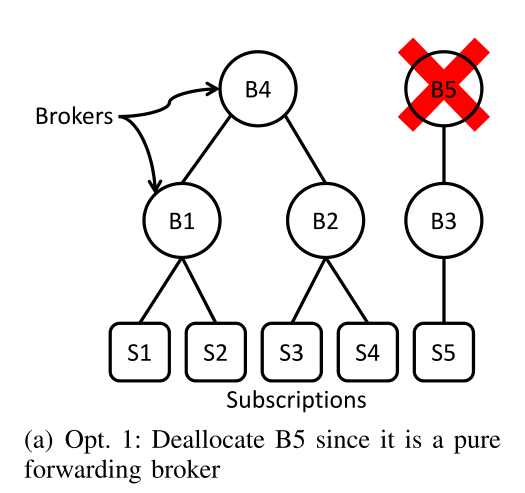 B4
B5
Brokers
B1
B2
B3
S1
S2
S3
S4
S5
Subscriptions
(a) Opt. 1: Deallocate B5 since it is a pure
forwarding broker